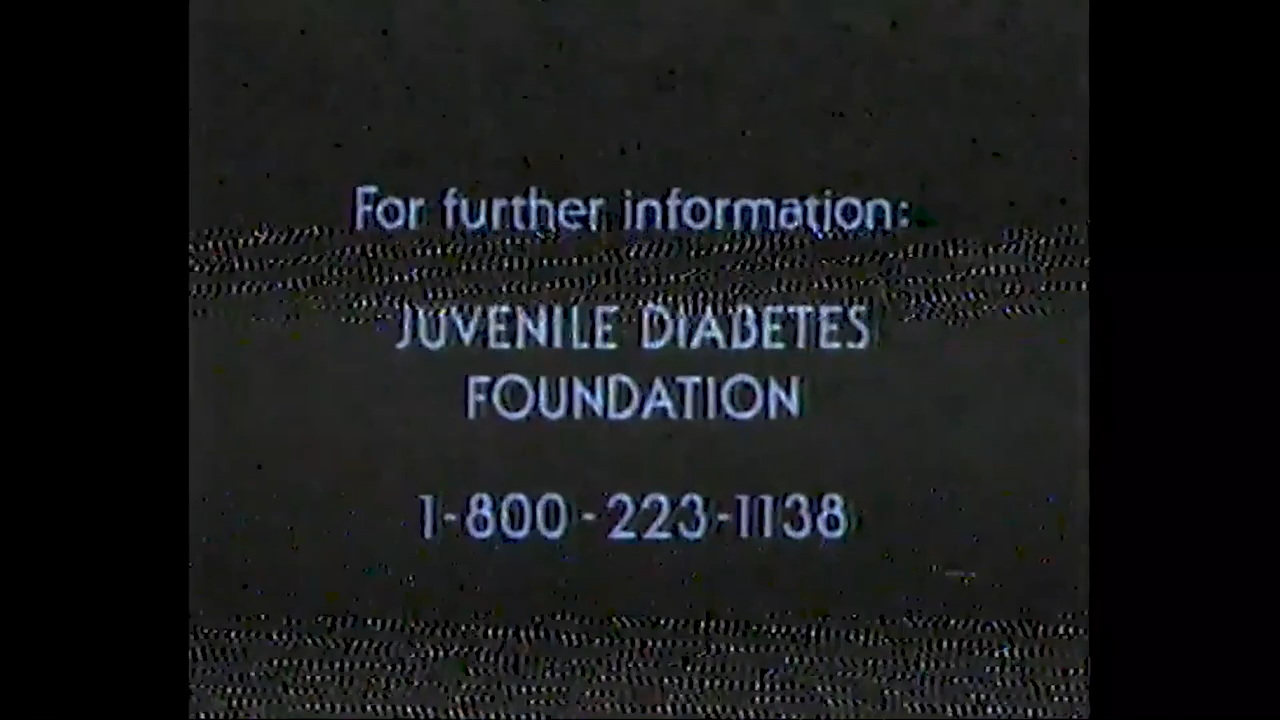 For further information:
JUVENILE DIABETES
FOUNDATION
1-800-223-1138